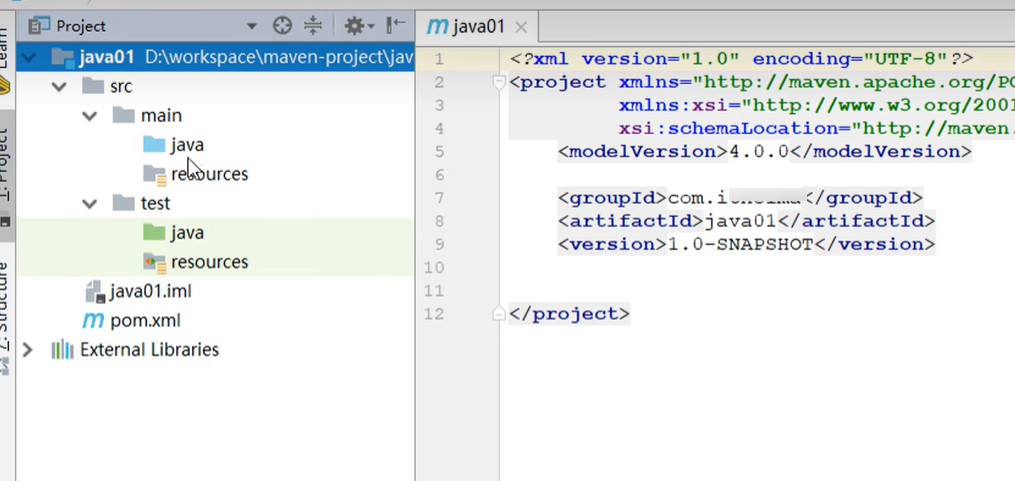 Learn
1: Project
7: Structure
Project
java01 D:\workspace\maven-project\jav
src
main
java
resources
test
java
resources
java01.iml
pom.xml
External Libraries
java01
1 <?xml version="1.0" encoding="UTF-8"?>
2 <project xmlns="http://maven.apache.org/PO
3 xmlns:xsi="http://www.w3.org/2001
4 xsi:schemaLocation="http://maven.
5 <modelVersion>4.0.0</modelVersion>
6
7 <groupId>com.</groupId>
8 <artifactId>java01</artifactId>
9 <version>1.0-SNAPSHOT</version>
10
11
12 </project>